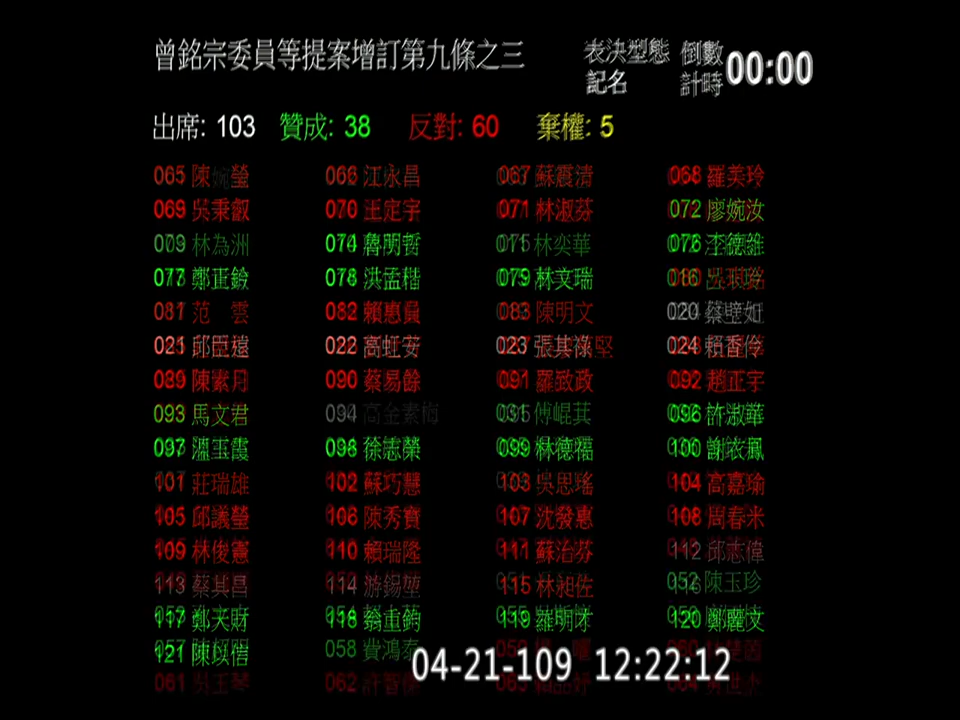 曾銘宗委員等提案增訂第九條之三 表決型態 倒數 00:00
記名 計時
出席: 103 贊成: 38 反對: 60 棄權: 5
065 陳 瑩 066 江永昌 067 蘇震清 068 羅美玲
069 吳秉叡 070 王定宇 071 林淑芬 072 廖婉汝
林為洲 074 魯明哲 林奕華 李德維
077 鄭正鈐 078 洪孟楷 079 林文瑞
081 范 雲 082 賴惠員 083 陳明文 020 蔡壁如
021 邱臣遠 022 高虹安 023 張其祿 024 賴香伶
089 陳素月 090 蔡易餘 091 羅致政 092 趙正宇
093 馬文君 094 高金素梅 傅崐萁 096 許淑華
097 溫玉霞 098 徐志榮 099 林德福 100 謝衣鳳
101 莊瑞雄 102 蘇巧慧 103 吳思瑤 104 高嘉瑜
105 邱議瑩 106 陳秀寳 107 沈發惠 108 周春米
109 林俊憲 110 賴瑞隆 111 蘇治芬 112 邱志偉
113 蔡其昌 114 游錫堃 115 林昶佐 052 陳玉珍
117 鄭天財 118 翁重鈞 119 羅明才 120 鄭麗文
121 058 費鴻泰
061 吳玉琴 062 許智傑
04-21-109 12:22:12